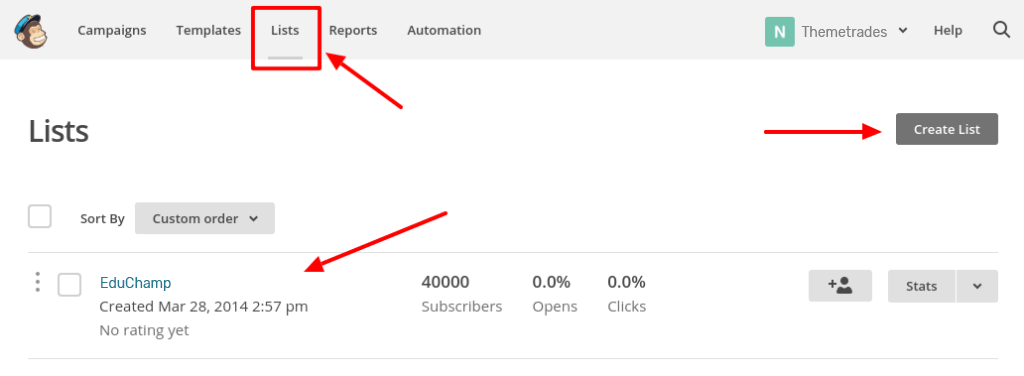 Campaigns Templates Lists Reports Automation N Themetrades Help
Lists
Create List
Sort By Custom order
EduChamp 40000 0.0% 0.0% Stats
Created Mar 28, 2014 2:57 pm Subscribers Opens Clicks
No rating yet